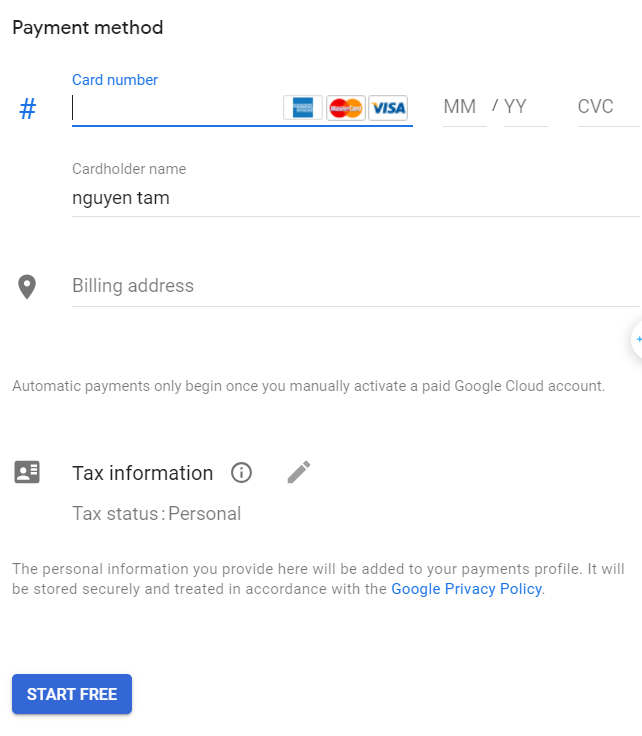 Payment method
Card number
# AMERICAN EXPRESS MasterCard VISA MM / YY CVC
Cardholder name
nguyen tam
Billing address
Automatic payments only begin once you manually activate a paid Google Cloud account.
Tax information
Tax status: Personal
The personal information you provide here will be added to your payments profile. It will
be stored securely and treated in accordance with the Google Privacy Policy.
START FREE